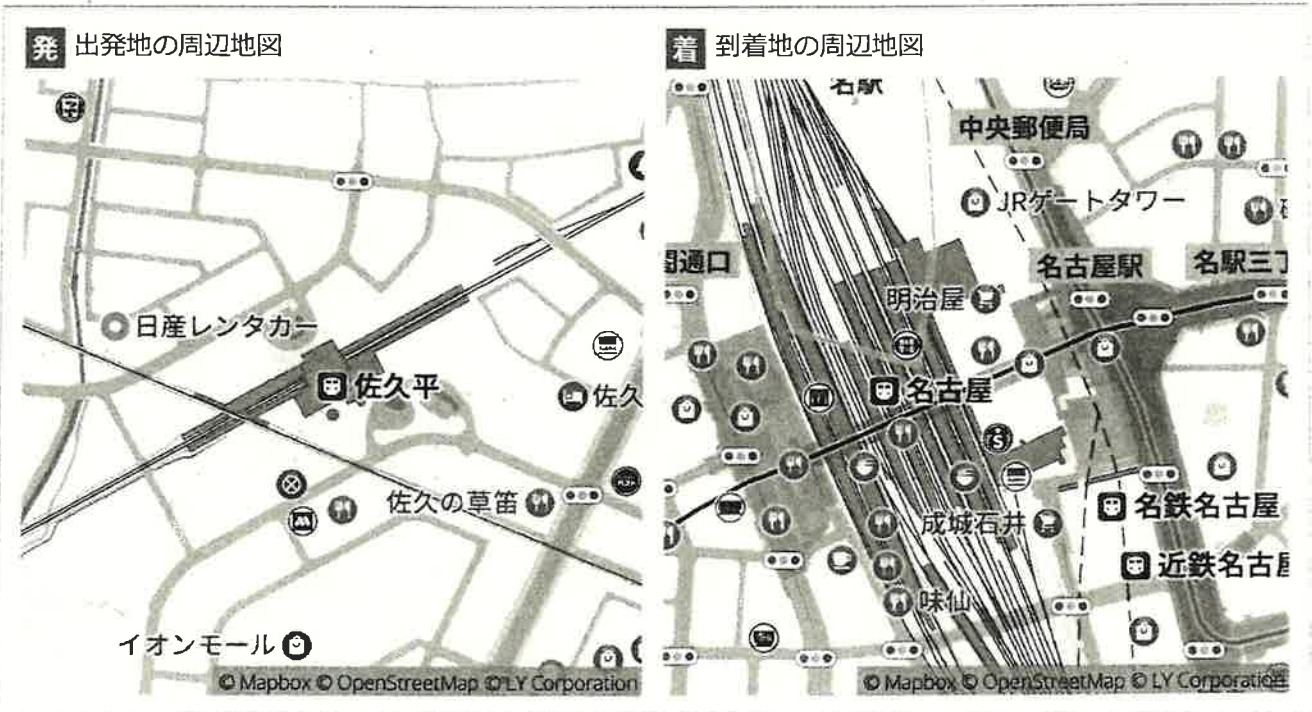 発 出発地の周辺地図
日産レンタカー
佐久平
佐久
佐久の草笛
イオンモール
© Mapbox © OpenStreetMap © LY Corporation
着 到着地の周辺地図
名駅
中央郵便局
JRゲートタワー
通口
名古屋駅
名駅三丁
明治屋
名古屋
成城石井
名鉄名古屋
近鉄名古屋
味仙
© Mapbox © OpenStreetMap © LY Corporation